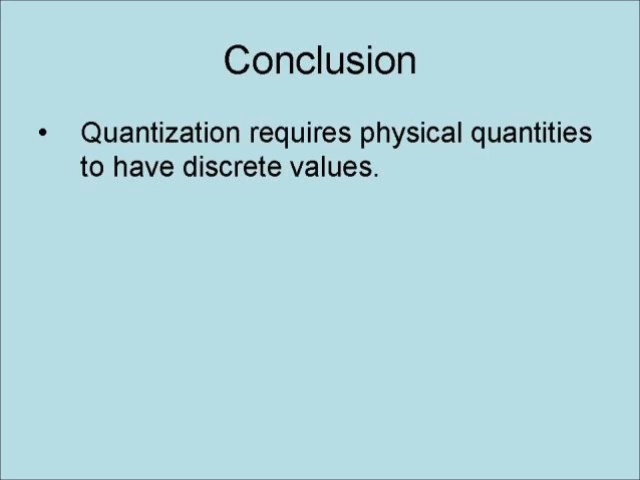 Conclusion
• Quantization requires physical quantities
to have discrete values.